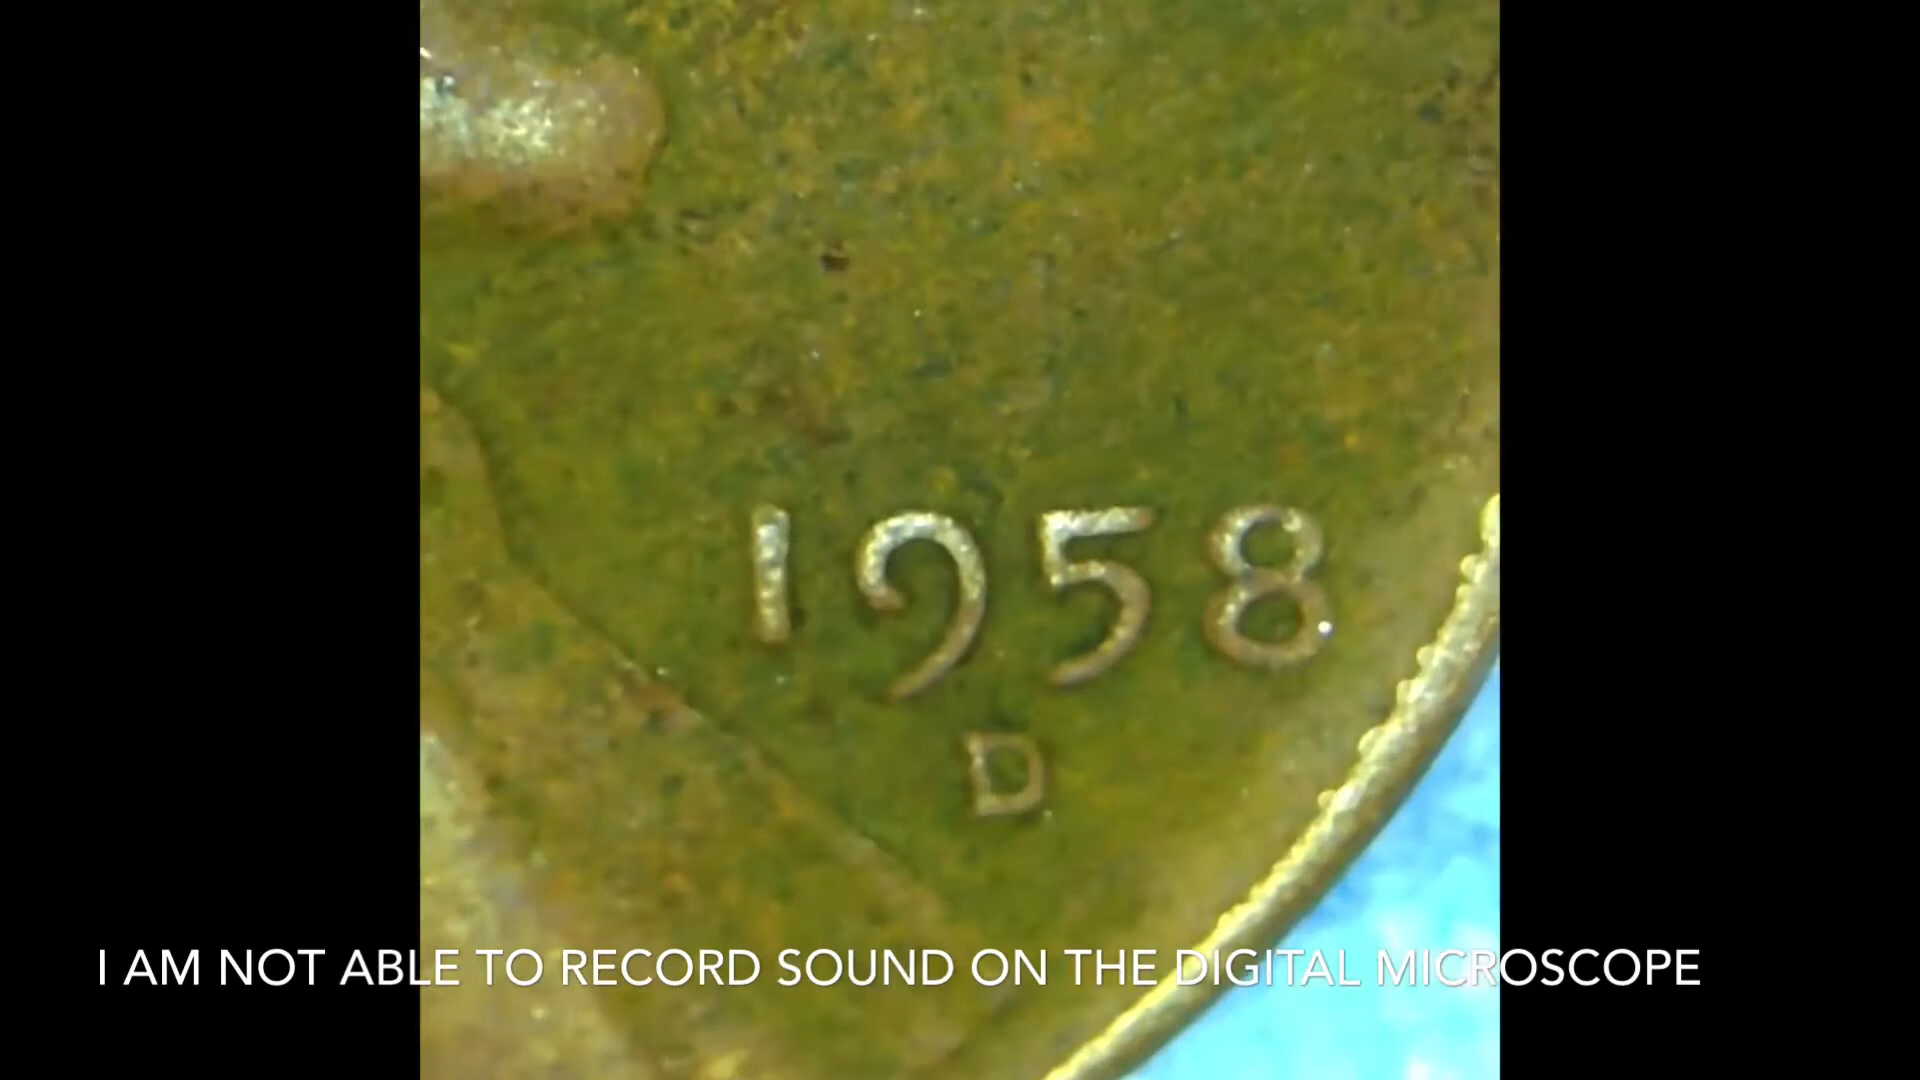 1958
D
I AM NOT ABLE TO RECORD SOUND ON THE DIGITAL MICROSCOPE